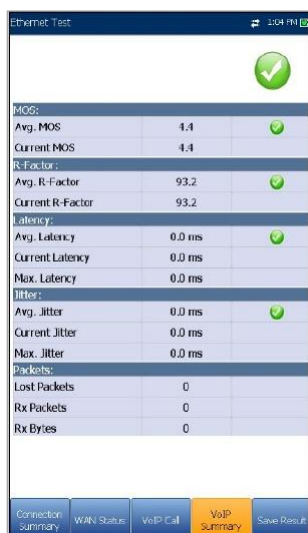 Ethernet Test 1:04 PM
MOS:
Avg. MOS 4.4
Current MOS 4.4
R-Factor:
Avg. R-Factor 93.2
Current R-Factor 93.2
Latency:
Avg. Latency 0.0 ms
Current Latency 0.0 ms
Max. Latency 0.0 ms
Jitter:
Avg. Jitter 0.0 ms
Current Jitter 0.0 ms
Max. Jitter 0.0 ms
Packets:
Lost Packets 0
Rx Packets 0
Rx Bytes 0
Connection Summary
WAN Status
VoIP Call
VoIP Summary
Save Result